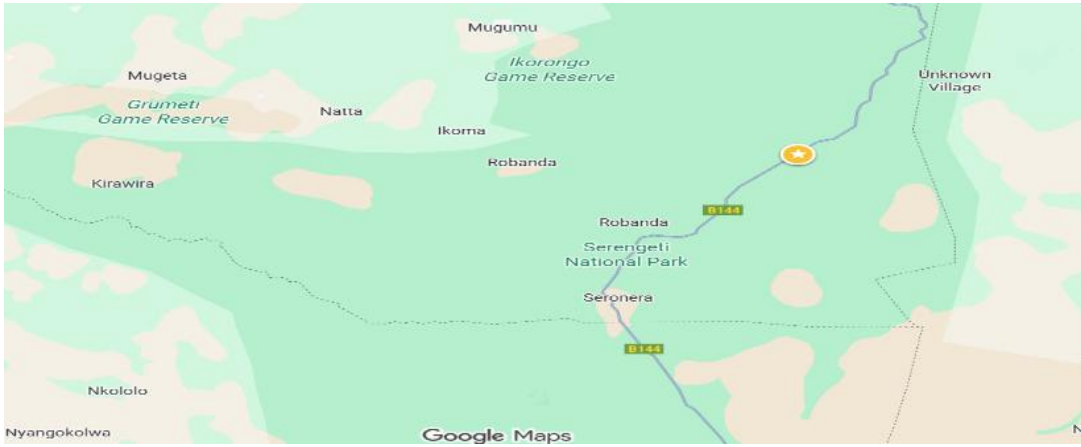 Mugumu
Ikorongo
Game Reserve
Unknown
Village
Mugeta
Grumeti
Game Reserve
Natta
Ikoma
Robanda
Kirawira
B144
Robanda
Serengeti
National Park
Seronera
B144
Nkololo
Google Maps
Nyangokolwa
N